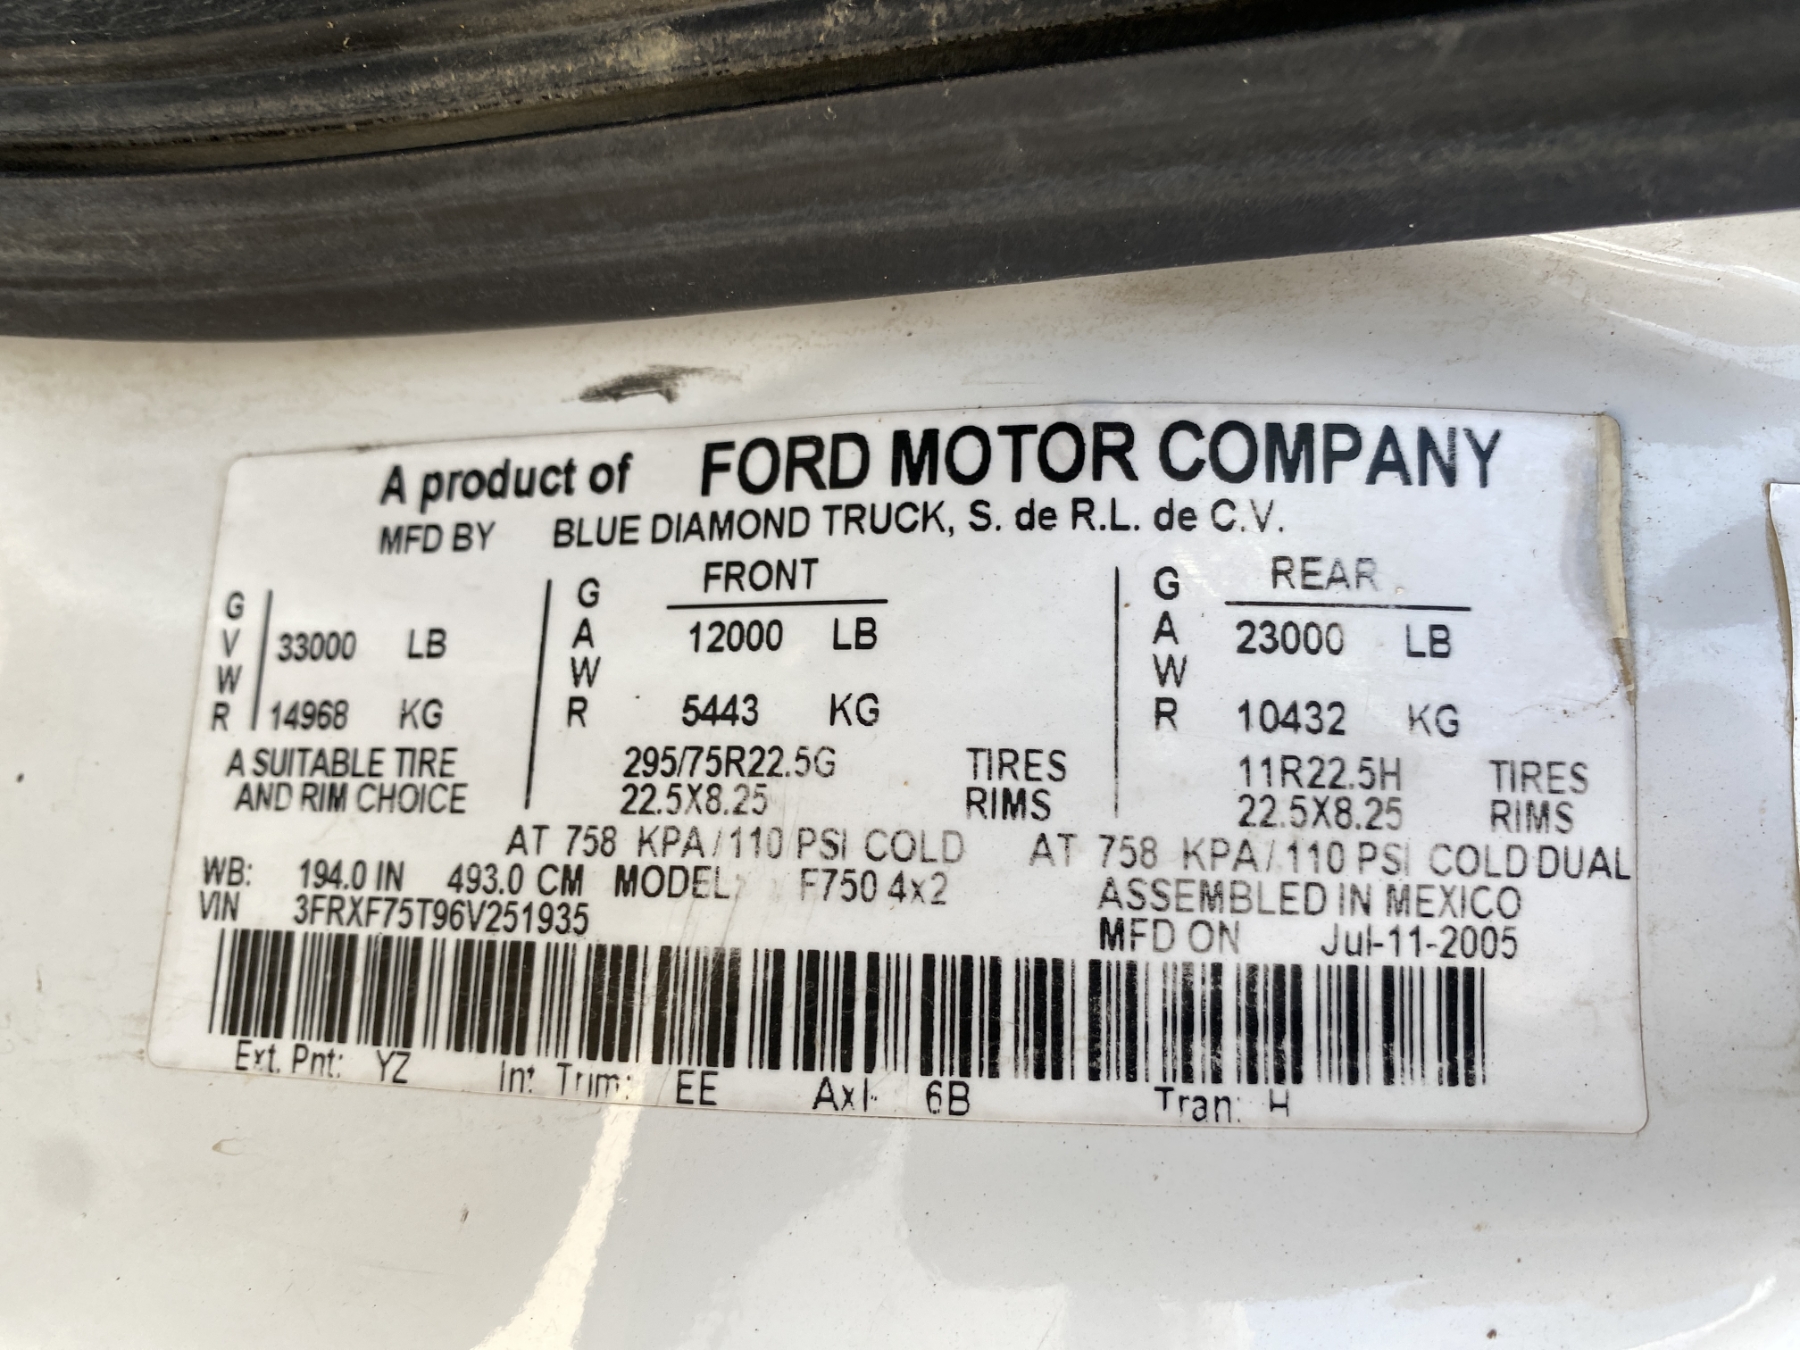 A product of FORD MOTOR COMPANY
MFD BY BLUE DIAMOND TRUCK, S. de R.L. de C.V.
GVWR 33000 LB 14968 KG
GAWR FRONT 12000 LB 5443 KG
GAWR REAR 23000 LB 10432 KG
A SUITABLE TIRE 295/75R22.5G TIRES 11R22.5H TIRES
AND RIM CHOICE 22.5X8.25 RIMS 22.5X8.25 RIMS
AT 758 KPA/110 PSI COLD AT 758 KPA/110 PSI COLD DUAL
WB: 194.0 IN 493.0 CM MODEL: F750 4x2 ASSEMBLED IN MEXICO
VIN 3FRXF75T96V251935 MFD ON Jul-11-2005
Ext. Pnt: YZ Int Trim: EE Axl 6B Tran: H